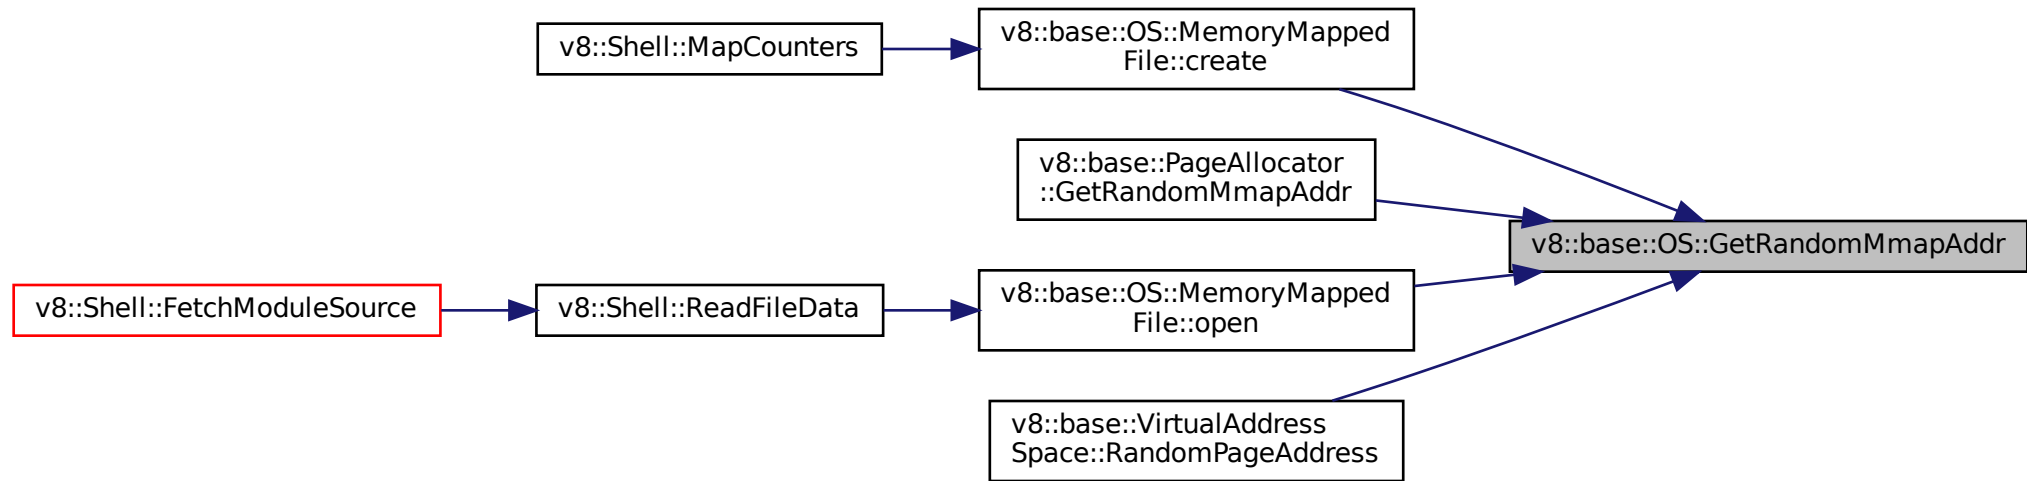 v8::Shell::MapCounters
v8::base::OS::MemoryMapped
File::create
v8::base::PageAllocator
::GetRandomMmapAddr
v8::base::OS::GetRandomMmapAddr
v8::Shell::FetchModuleSource
v8::Shell::ReadFileData
v8::base::OS::MemoryMapped
File::open
v8::base::VirtualAddress
Space::RandomPageAddress